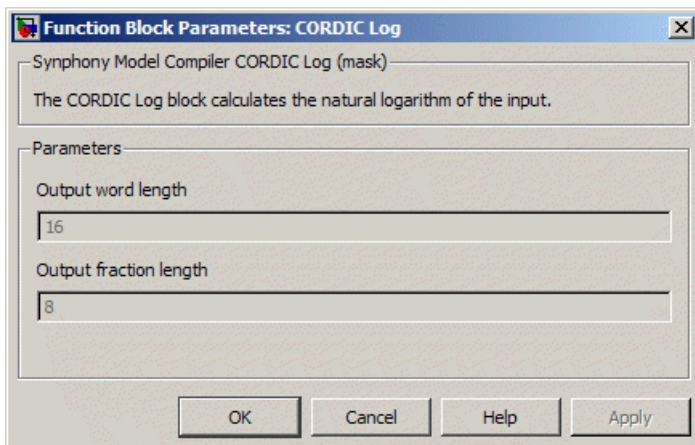 Function Block Parameters: CORDIC Log
Synphony Model Compiler CORDIC Log (mask)
The CORDIC Log block calculates the natural logarithm of the input.
Parameters
Output word length
16
Output fraction length
8
OK Cancel Help Apply